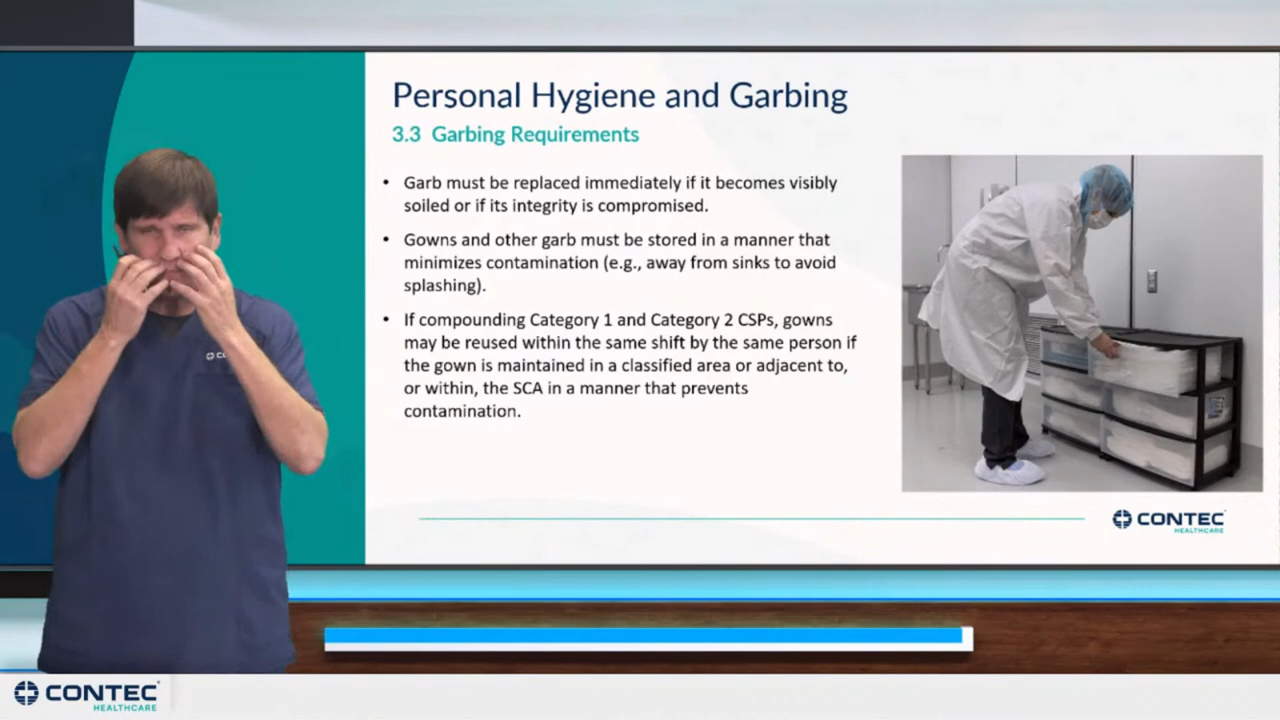 Personal Hygiene and Garbing
3.3 Garbing Requirements
• Garb must be replaced immediately if it becomes visibly
soiled or if its integrity is compromised.
• Gowns and other garb must be stored in a manner that
minimizes contamination (e.g., away from sinks to avoid
splashing).
• If compounding Category 1 and Category 2 CSPs, gowns
may be reused within the same shift by the same person if
the gown is maintained in a classified area or adjacent to,
or within, the SCA in a manner that prevents
contamination.
CONTEC
HEALTHCARE
CONTEC
HEALTHCARE